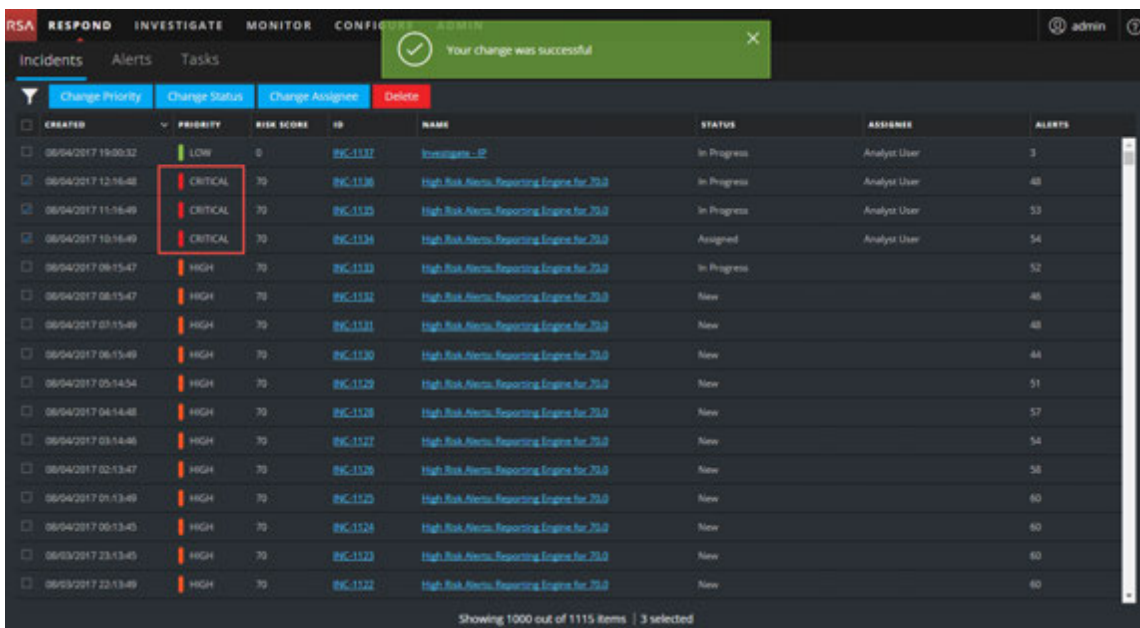 RSA RESPOND INVESTIGATE MONITOR CONFIGURE ADMIN admin
Your change was successful
Incidents Alerts Tasks
Change Priority Change Status Change Assignee Delete
CREATED PRIORITY RISK SCORE ID NAME STATUS ASSIGNEE ALERTS
08/04/2017 19:00:32 LOW 0 INC-1137 Investigate - IP In Progress Analyst User 3
08/04/2017 12:16:48 CRITICAL 70 INC-1136 High Risk Alerts: Reporting Engine for 70.0 In Progress Analyst User 48
08/04/2017 11:16:49 CRITICAL 70 INC-1135 High Risk Alerts: Reporting Engine for 70.0 In Progress Analyst User 53
08/04/2017 10:16:49 CRITICAL 70 INC-1134 High Risk Alerts: Reporting Engine for 70.0 Assigned Analyst User 54
08/04/2017 09:15:47 HIGH 70 INC-1133 High Risk Alerts: Reporting Engine for 70.0 In Progress 52
08/04/2017 08:15:47 HIGH 70 INC-1132 High Risk Alerts: Reporting Engine for 70.0 New 46
08/04/2017 07:15:49 HIGH 70 INC-1131 High Risk Alerts: Reporting Engine for 70.0 New 48
08/04/2017 06:15:49 HIGH 70 INC-1130 High Risk Alerts: Reporting Engine for 70.0 New 44
08/04/2017 05:14:54 HIGH 70 INC-1129 High Risk Alerts: Reporting Engine for 70.0 New 51
08/04/2017 04:14:48 HIGH 70 INC-1128 High Risk Alerts: Reporting Engine for 70.0 New 57
08/04/2017 03:14:46 HIGH 70 INC-1127 High Risk Alerts: Reporting Engine for 70.0 New 54
08/04/2017 02:13:47 HIGH 70 INC-1126 High Risk Alerts: Reporting Engine for 70.0 New 58
08/04/2017 01:13:49 HIGH 70 INC-1125 High Risk Alerts: Reporting Engine for 70.0 New 60
08/04/2017 00:13:45 HIGH 70 INC-1124 High Risk Alerts: Reporting Engine for 70.0 New 60
08/03/2017 23:13:45 HIGH 70 INC-1123 High Risk Alerts: Reporting Engine for 70.0 New 60
08/03/2017 22:13:49 HIGH 70 INC-1122 High Risk Alerts: Reporting Engine for 70.0 New 60
Showing 1000 out of 1115 items | 3 selected